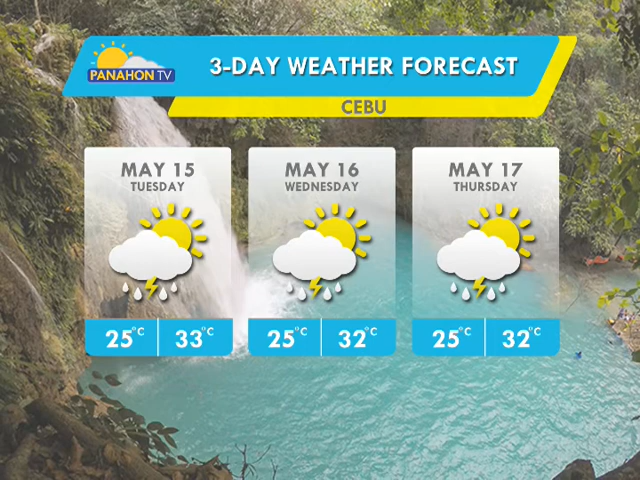 PANAHON TV
3-DAY WEATHER FORECAST
CEBU
MAY 15
TUESDAY
25°C 33°C
MAY 16
WEDNESDAY
25°C 32°C
MAY 17
THURSDAY
25°C 32°C